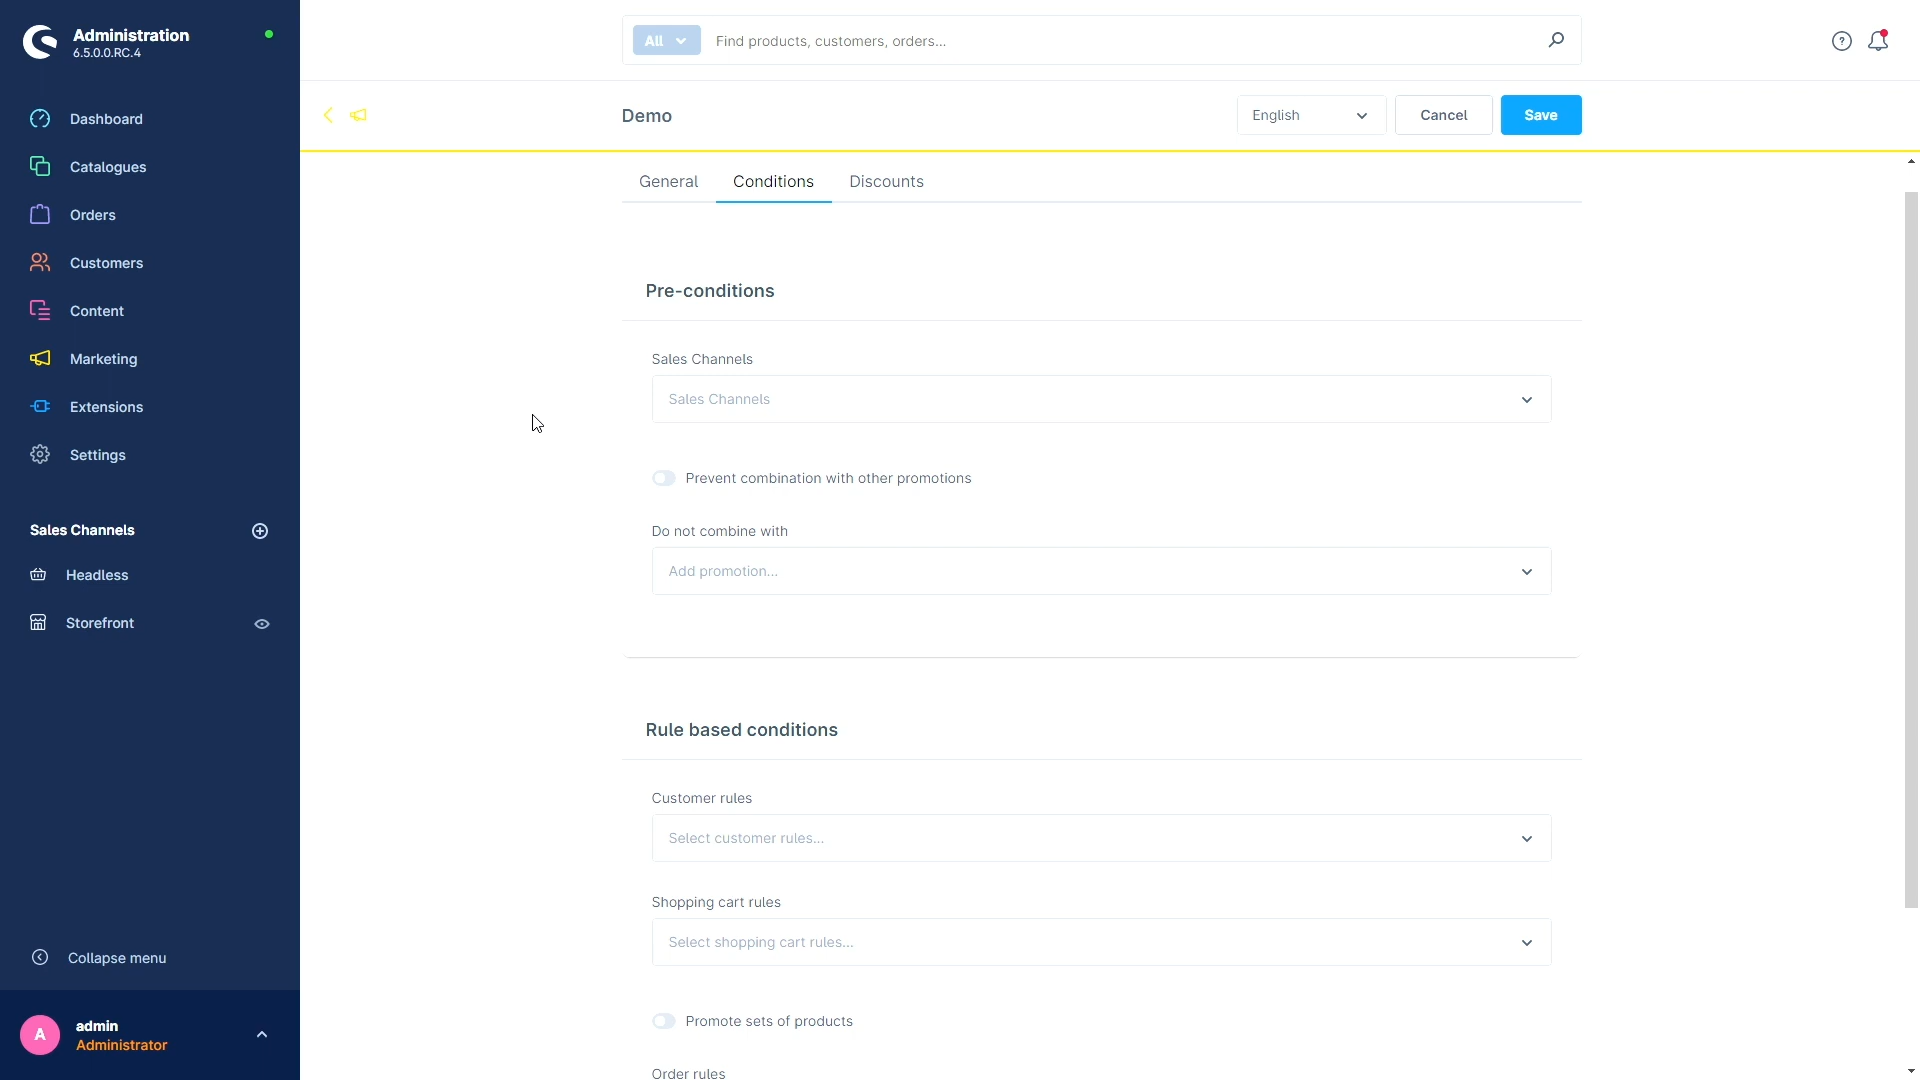 Administration
6.5.0.0.RC.4
Dashboard
Catalogues
Orders
Customers
Content
Marketing
Extensions
Settings
Sales Channels
Headless
Storefront
Collapse menu
A
admin
Administrator
All
Find products, customers, orders...
Demo
English
Cancel
Save
General
Conditions
Discounts
Pre-conditions
Sales Channels
Sales Channels
Prevent combination with other promotions
Do not combine with
Add promotion...
Rule based conditions
Customer rules
Select customer rules...
Shopping cart rules
Select shopping cart rules...
Promote sets of products
Order rules